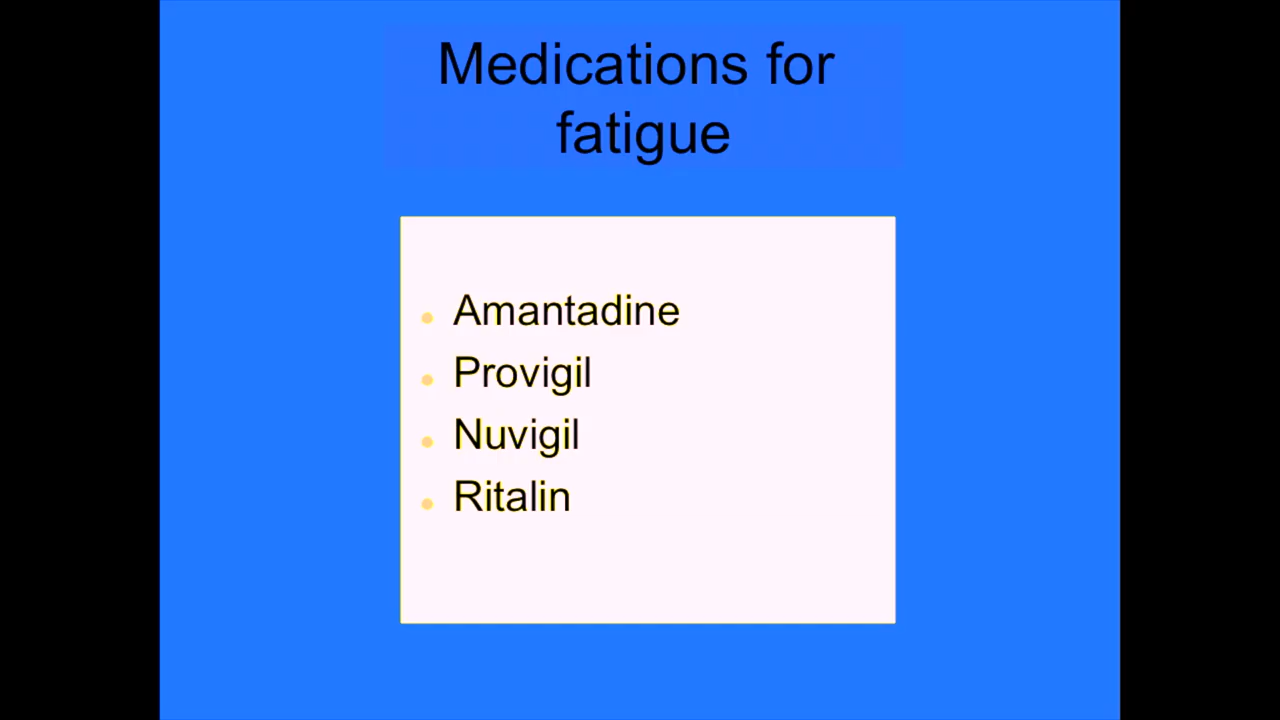 Medications for
fatigue
Amantadine
Provigil
Nuvigil
Ritalin